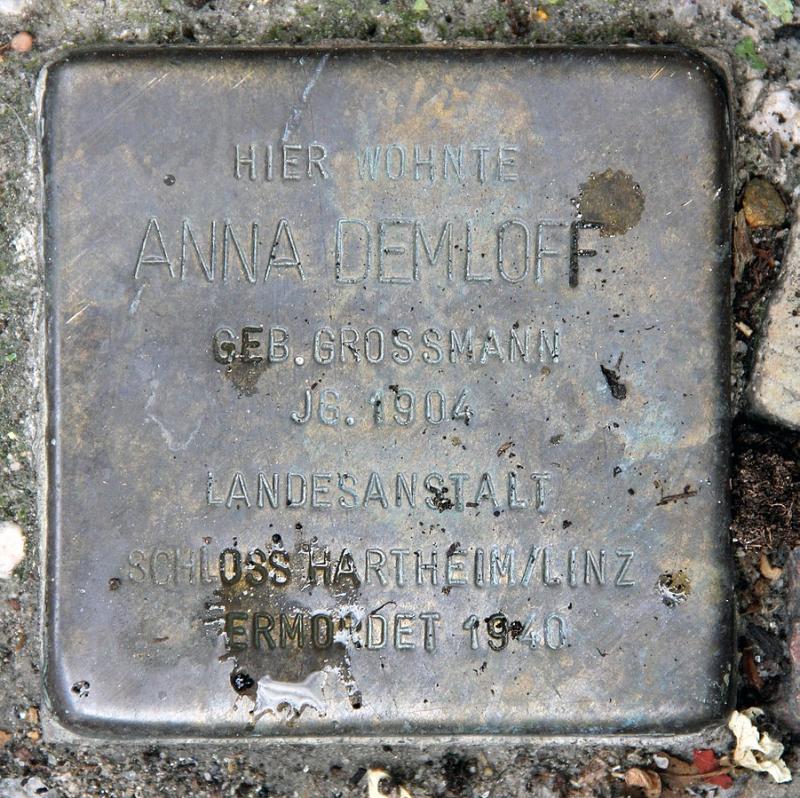 HIER WOHNTE
ANNA DEMLOFF
GEB. GROSSMANN
JG. 1904
LANDESANSTALT
SCHLOSS HARTHEIM/LINZ
ERMORDET 1940